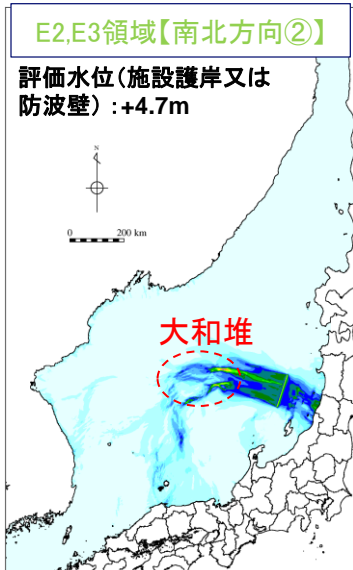 E2,E3領域【南北方向②】
評価水位(施設護岸又は
防波壁）:+4.7m
N
0 200 km
大和堆